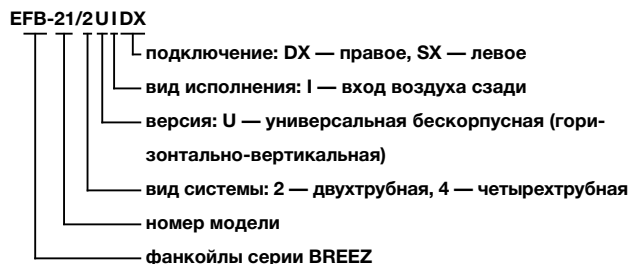 EFB-21/2UIDX
подключение: DX — правое, SX — левое
вид исполнения: I — вход воздуха сзади
версия: U — универсальная бескорпусная (гори-
зонтально-вертикальная)
вид системы: 2 — двухтрубная, 4 — четырехтрубная
номер модели
фанкойлы серии BREEZ